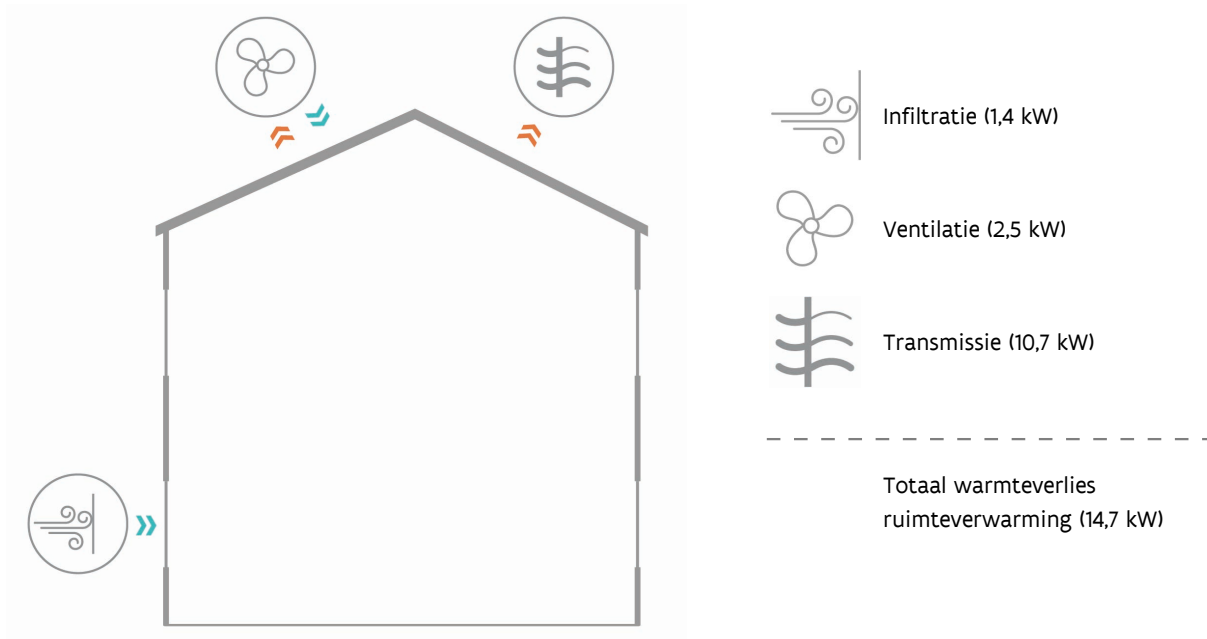 Infiltratie (1,4 kW)
Ventilatie (2,5 kW)
Transmissie (10,7 kW)
Totaal warmteverlies
ruimteverwarming (14,7 kW)